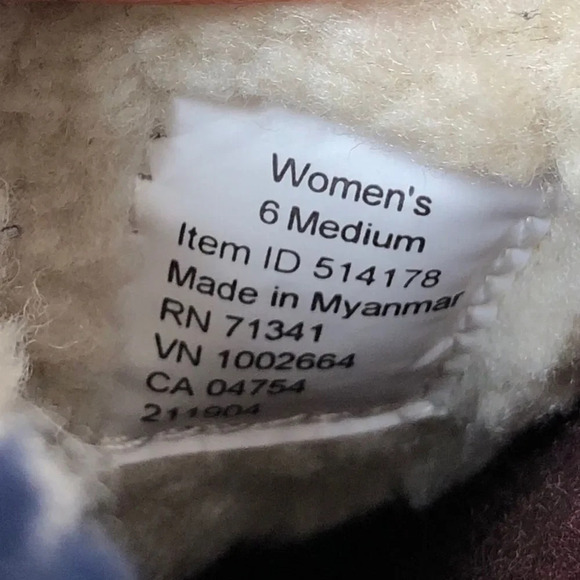 Women's
6 Medium
Item ID 514178
Made in Myanmar
RN 71341
VN 1002664
CA 04754
211904